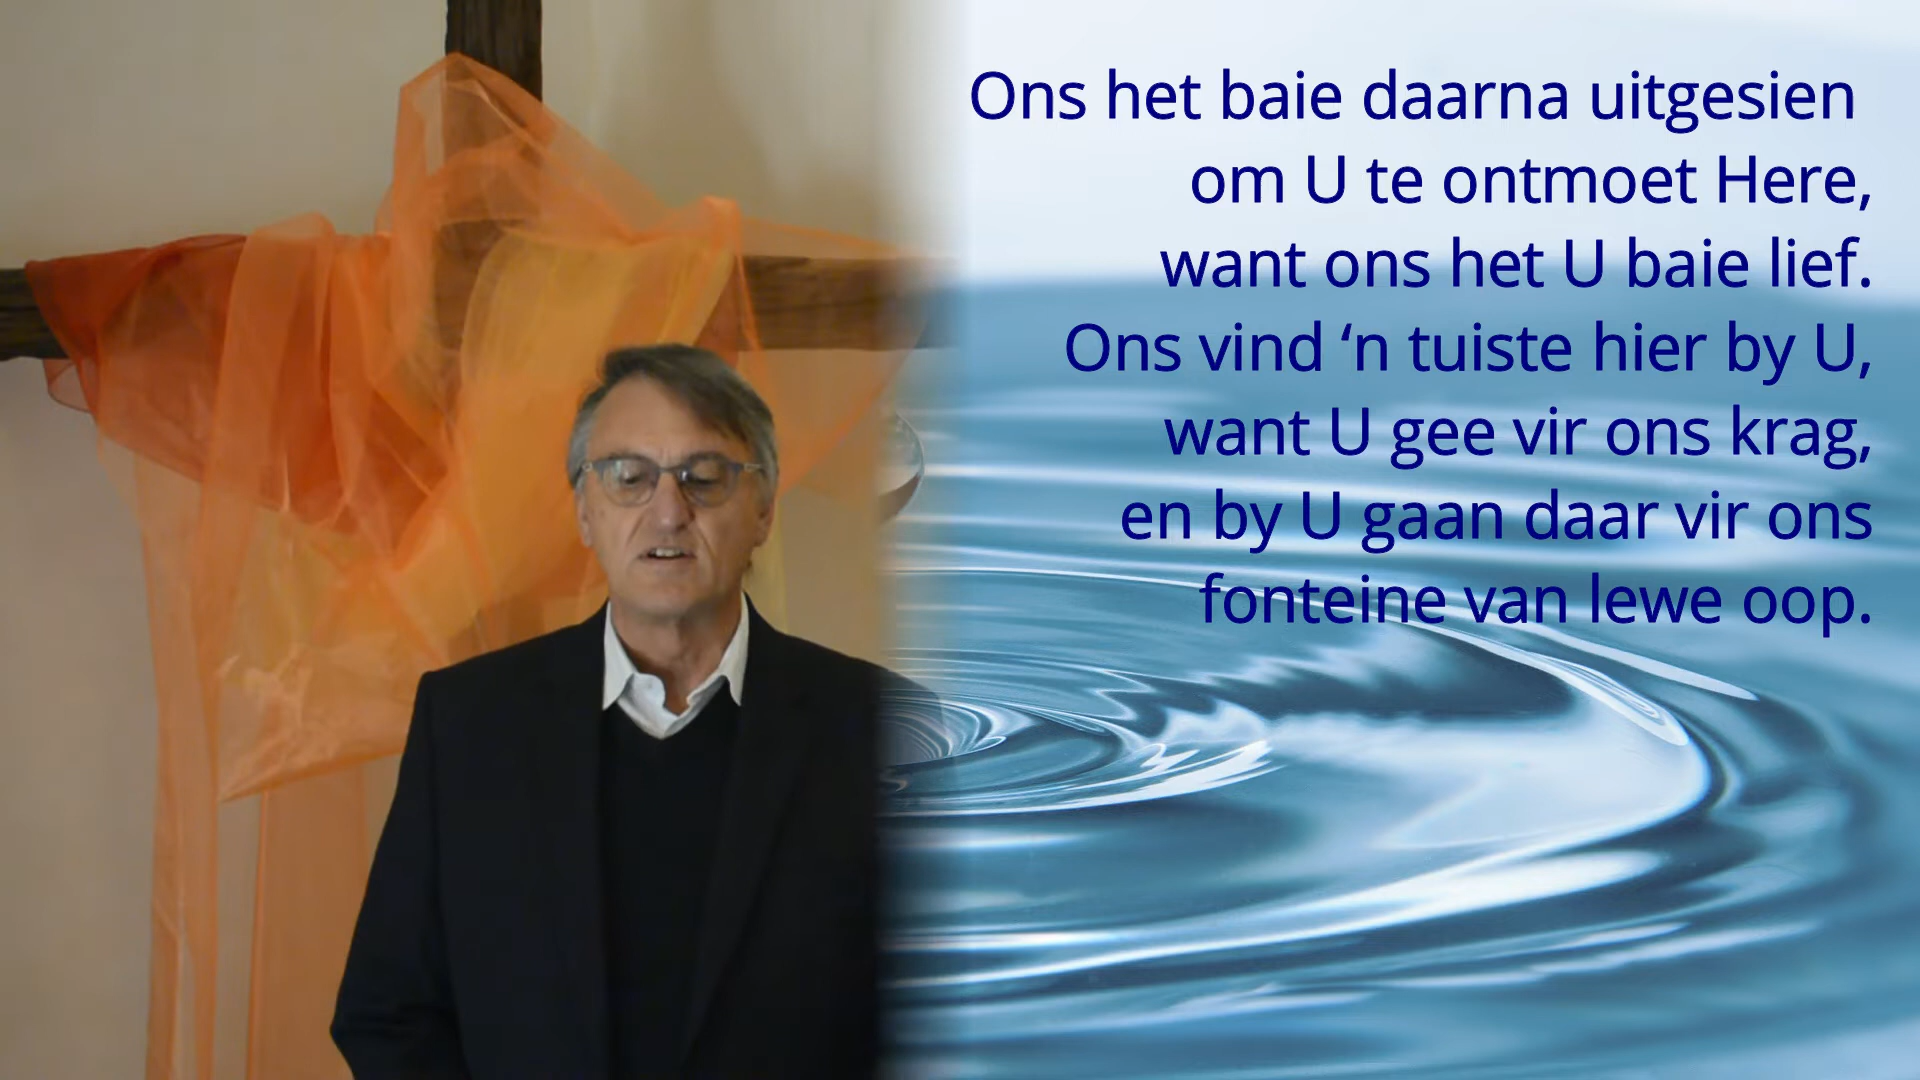 Ons het baie daarna uitgesien
om U te ontmoet Here,
want ons het U baie lief.
Ons vind ‘n tuiste hier by U,
want U gee vir ons krag,
en by U gaan daar vir ons
fonteine van lewe oop.